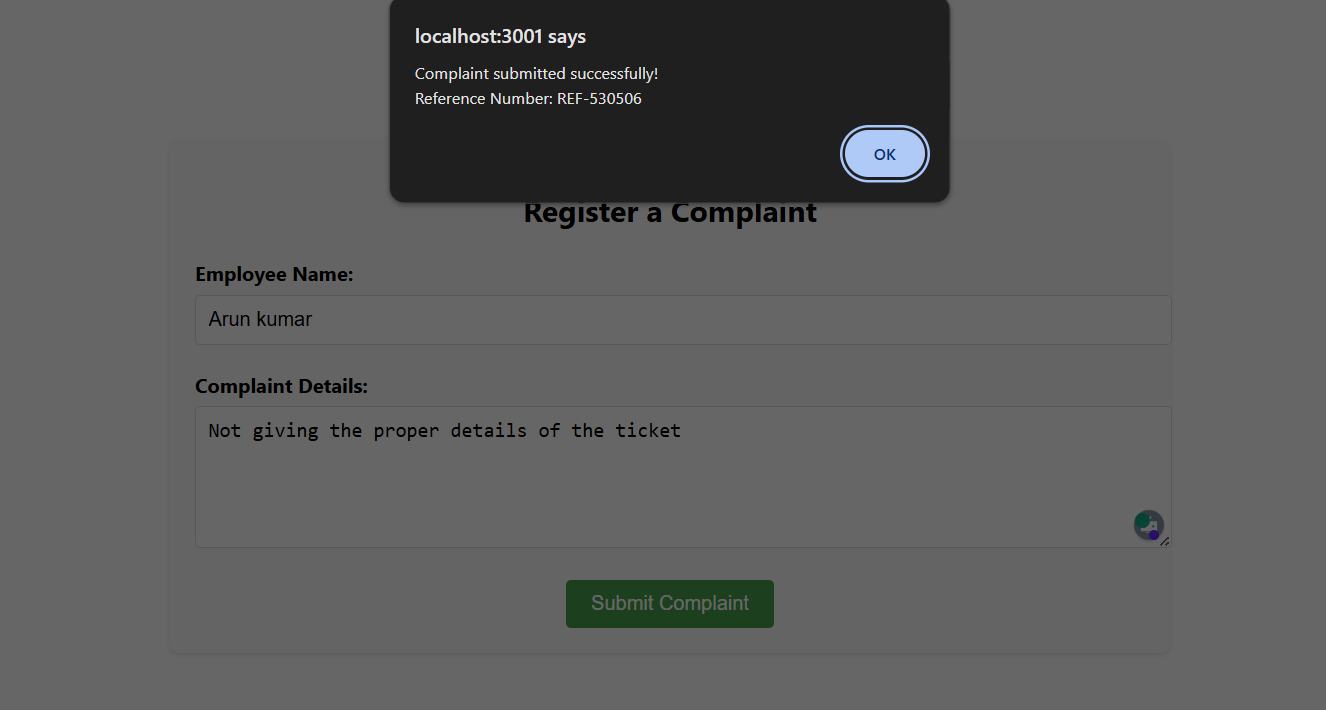 localhost:3001 says
Complaint submitted successfully!
Reference Number: REF-530506
OK
Register a Complaint
Employee Name:
Arun kumar
Complaint Details:
Not giving the proper details of the ticket
Submit Complaint